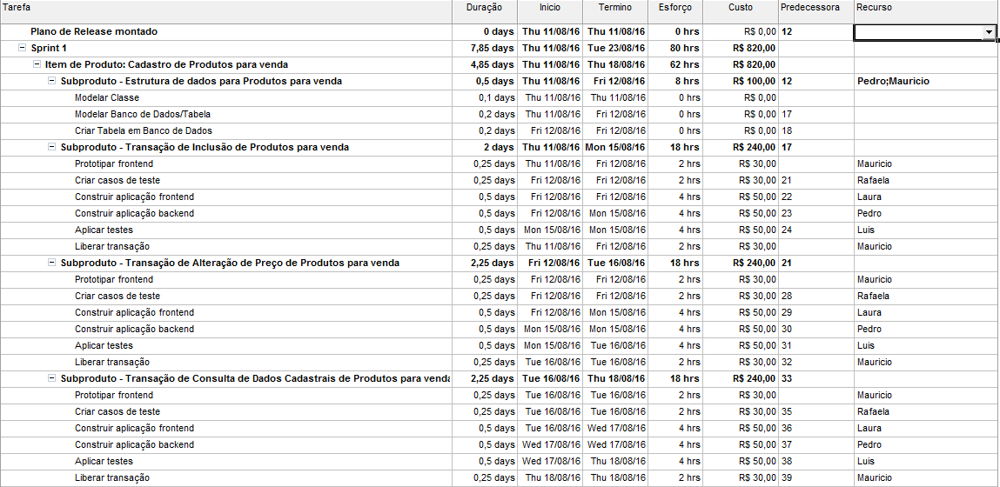 Tarefa Duração Inicio Termino Esforço Custo Predecessora Recurso
Plano de Release montado 0 days Thu 11/08/16 Thu 11/08/16 0 hrs R$ 0,00 12
Sprint 1 7,85 days Thu 11/08/16 Tue 23/08/16 80 hrs R$ 820,00
Item de Produto: Cadastro de Produtos para venda 4,85 days Thu 11/08/16 Thu 18/08/16 62 hrs R$ 820,00
Subproduto - Estrutura de dados para Produtos para venda 0,5 days Thu 11/08/16 Fri 12/08/16 8 hrs R$ 100,00 12 Pedro;Mauricio
Modelar Classe 0,1 days Thu 11/08/16 Thu 11/08/16 0 hrs R$ 0,00
Modelar Banco de Dados/Tabela 0,2 days Thu 11/08/16 Fri 12/08/16 0 hrs R$ 0,00 17
Criar Tabela em Banco de Dados 0,2 days Fri 12/08/16 Fri 12/08/16 0 hrs R$ 0,00 18
Subproduto - Transação de Inclusão de Produtos para venda 2 days Thu 11/08/16 Mon 15/08/16 18 hrs R$ 240,00 17
Prototipar frontend 0,25 days Thu 11/08/16 Fri 12/08/16 2 hrs R$ 30,00 Mauricio
Criar casos de teste 0,25 days Fri 12/08/16 Fri 12/08/16 2 hrs R$ 30,00 21 Rafaela
Construir aplicação frontend 0,5 days Fri 12/08/16 Fri 12/08/16 4 hrs R$ 50,00 22 Laura
Construir aplicação backend 0,5 days Fri 12/08/16 Mon 15/08/16 4 hrs R$ 50,00 23 Pedro
Aplicar testes 0,5 days Mon 15/08/16 Mon 15/08/16 4 hrs R$ 50,00 24 Luis
Liberar transação 0,25 days Thu 11/08/16 Fri 12/08/16 2 hrs R$ 30,00 Mauricio
Subproduto - Transação de Alteração de Preço de Produtos para venda 2,25 days Fri 12/08/16 Tue 16/08/16 18 hrs R$ 240,00 21
Prototipar frontend 0,25 days Fri 12/08/16 Fri 12/08/16 2 hrs R$ 30,00 Mauricio
Criar casos de teste 0,25 days Fri 12/08/16 Fri 12/08/16 2 hrs R$ 30,00 28 Rafaela
Construir aplicação frontend 0,5 days Fri 12/08/16 Mon 15/08/16 4 hrs R$ 50,00 29 Laura
Construir aplicação backend 0,5 days Mon 15/08/16 Mon 15/08/16 4 hrs R$ 50,00 30 Pedro
Aplicar testes 0,5 days Mon 15/08/16 Tue 16/08/16 4 hrs R$ 50,00 31 Luis
Liberar transação 0,25 days Tue 16/08/16 Tue 16/08/16 2 hrs R$ 30,00 32 Mauricio
Subproduto - Transação de Consulta de Dados Cadastrais de Produtos para venda 2,25 days Tue 16/08/16 Thu 18/08/16 18 hrs R$ 240,00 33
Prototipar frontend 0,25 days Tue 16/08/16 Tue 16/08/16 2 hrs R$ 30,00 Mauricio
Criar casos de teste 0,25 days Tue 16/08/16 Tue 16/08/16 2 hrs R$ 30,00 35 Rafaela
Construir aplicação frontend 0,5 days Tue 16/08/16 Wed 17/08/16 4 hrs R$ 50,00 36 Laura
Construir aplicação backend 0,5 days Wed 17/08/16 Wed 17/08/16 4 hrs R$ 50,00 37 Pedro
Aplicar testes 0,5 days Wed 17/08/16 Thu 18/08/16 4 hrs R$ 50,00 38 Luis
Liberar transação 0,25 days Thu 18/08/16 Thu 18/08/16 2 hrs R$ 30,00 39 Mauricio